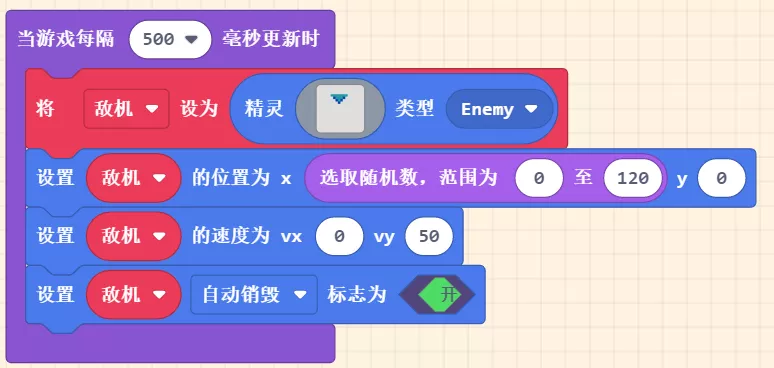 当游戏每隔 500 毫秒更新时
将 敌机 设为 精灵 类型 Enemy
设置 敌机 的位置为 x 选取随机数，范围为 0 至 120 y 0
设置 敌机 的速度为 vx 0 vy 50
设置 敌机 自动销毁 标志为 开